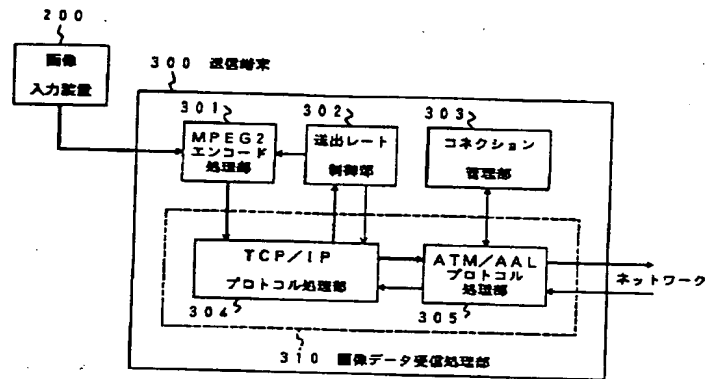 200
画像
入力装置
300 送信端末
301
302
303
MPEG2
エンコード
処理部
送出レート
制御部
コネクション
管理部
TCP/IP
プロトコル処理部
ATM/AAL
プロトコル
処理部
ネットワーク
304
305
310 画像データ受信処理部